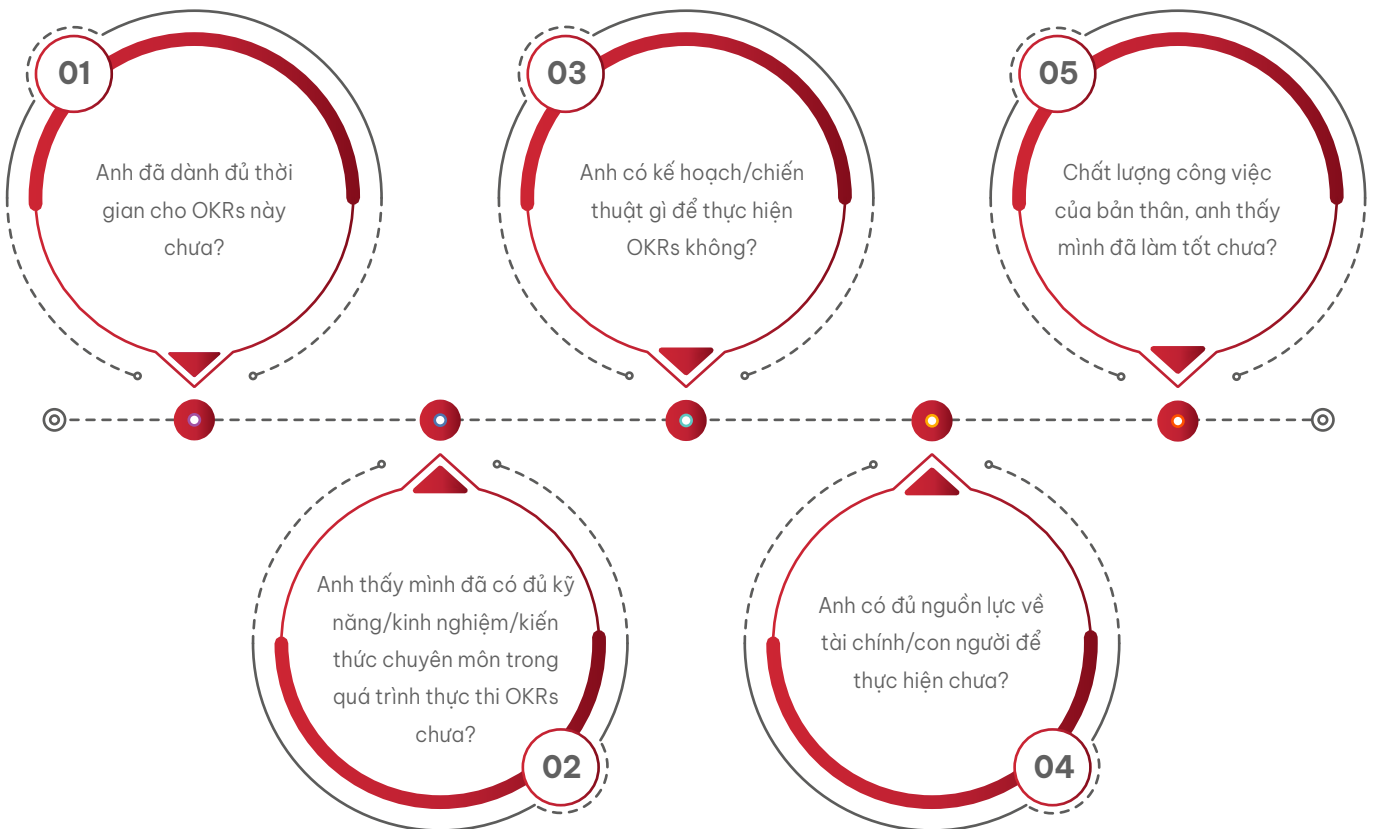 01
Anh đã dành đủ thời
gian cho OKRs này
chưa?
03
Anh có kế hoạch/chiến
thuật gì để thực hiện
OKRs không?
05
Chất lượng công việc
của bản thân, anh thấy
mình đã làm tốt chưa?
Anh thấy mình đã có đủ kỹ
năng/kinh nghiệm/kiến
thức chuyên môn trong
quá trình thực thi OKRs
chưa?
02
Anh có đủ nguồn lực về
tài chính/con người để
thực hiện chưa?
04